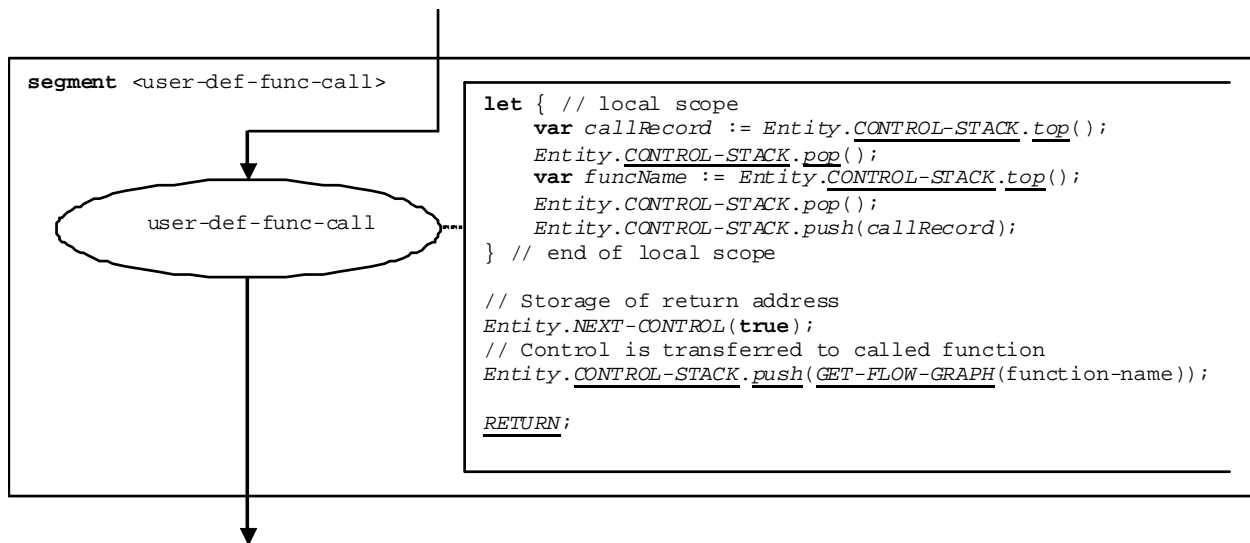 segment <user-def-func-call>
user-def-func-call
let { // local scope
var callRecord := Entity.CONTROL-STACK.top();
Entity.CONTROL-STACK.pop();
var funcName := Entity.CONTROL-STACK.top();
Entity.CONTROL-STACK.pop();
Entity.CONTROL-STACK.push(callRecord);
} // end of local scope
// Storage of return address
Entity.NEXT-CONTROL(true);
// Control is transferred to called function
Entity.CONTROL-STACK.push(GET-FLOW-GRAPH(function-name));
RETURN;